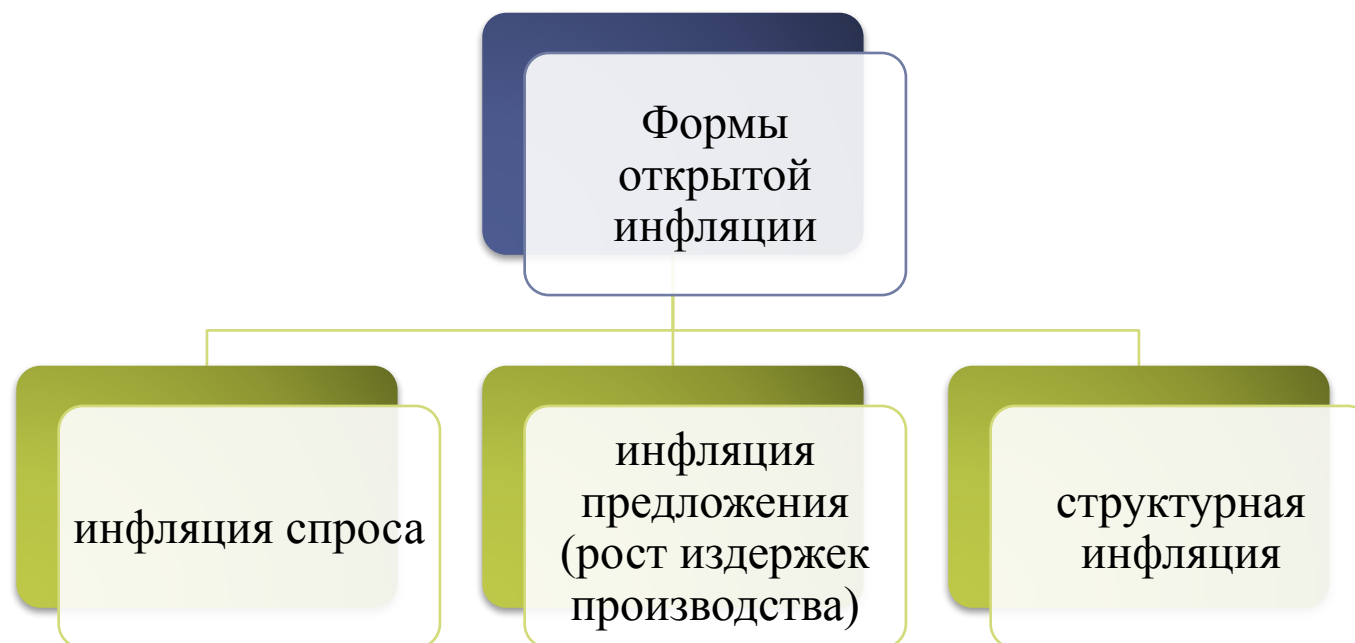 Формы
открытой
инфляции
инфляция спроса
инфляция
предложения
(рост издержек
производства)
структурная
инфляция